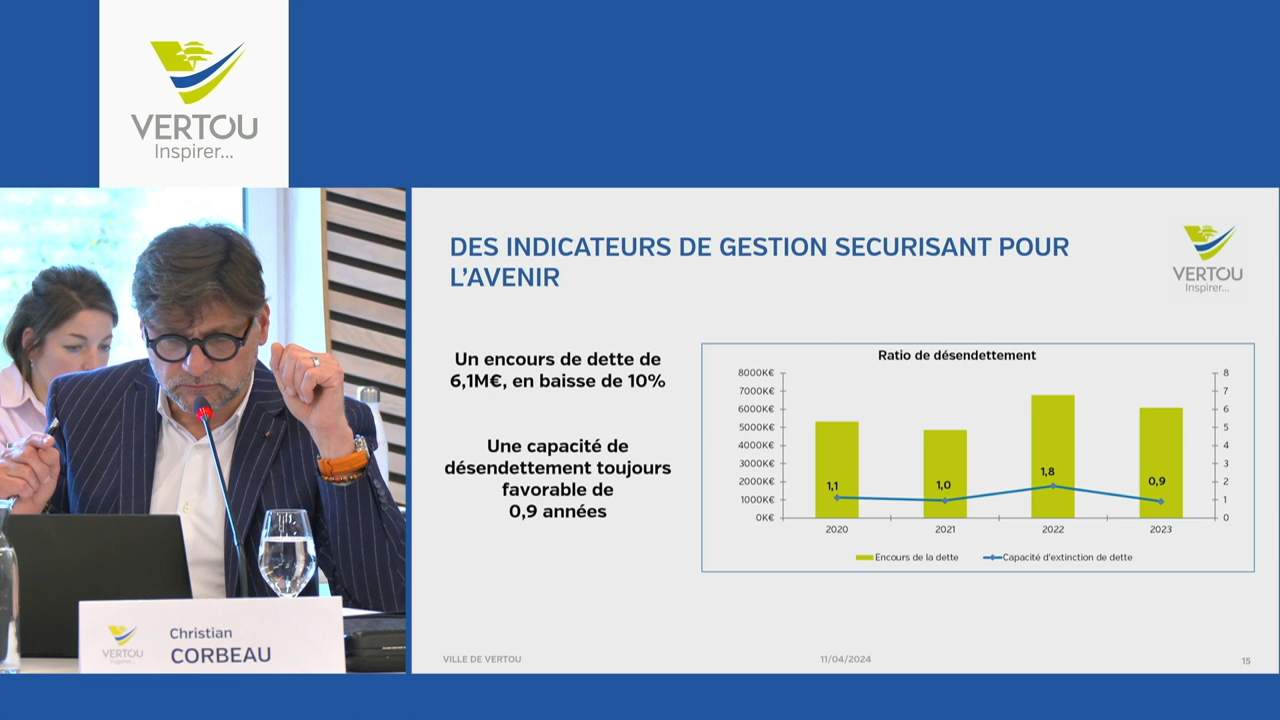 VERTOU
Inspirer...
DES INDICATEURS DE GESTION SECURISANT POUR
L'AVENIR
VERTOU
Inspirer...
Un encours de dette de
6,1M€, en baisse de 10%
Une capacité de
désendettement toujours
favorable de
0,9 années
Ratio de désendettement
8000K€
7000K€
6000K€
5000K€
4000K€
3000K€
2000K€
1000K€
0K€
8
7
6
5
4
3
2
1
0
1,1
1,0
1,8
0,9
2020
2021
2022
2023
Encours de la dette
Capacité d'extinction de dette
VILLE DE VERTOU
11/04/2024
15
Christian
CORBEAU
VERTOU
Inspirer...